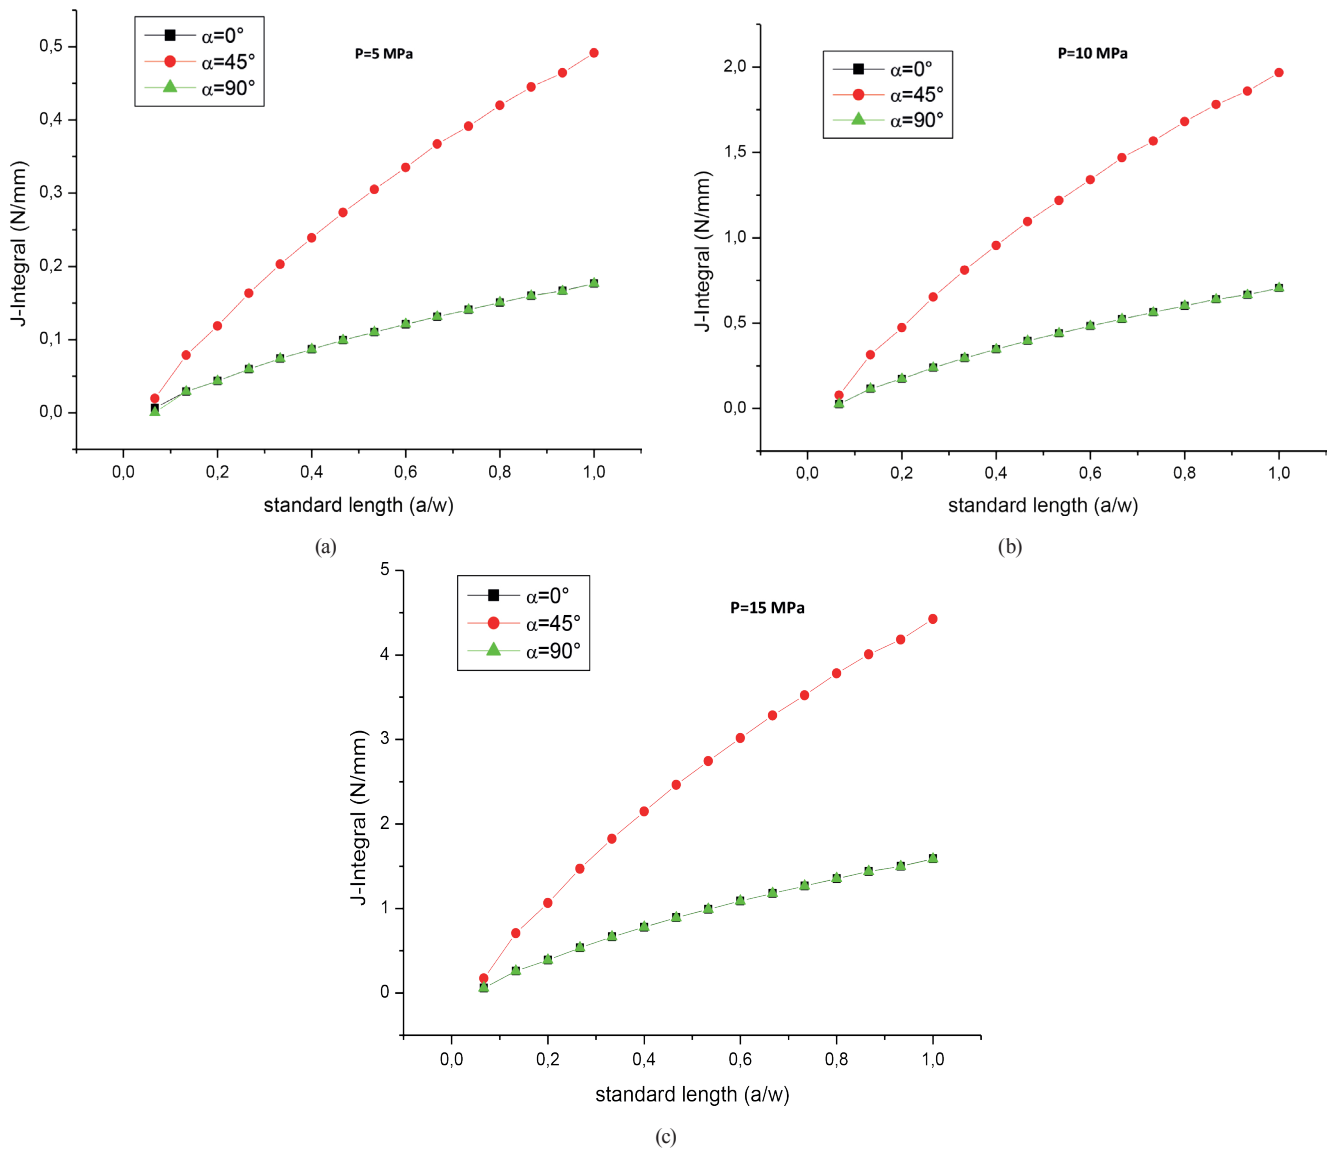 α=0°
α=45°
α=90°
P=5 MPa
0,5
0,4
0,3
0,2
0,1
0,0
J-Integral (N/mm)
0,0 0,2 0,4 0,6 0,8 1,0
standard length (a/w)
(a)
α=0°
α=45°
α=90°
P=10 MPa
2,0
1,5
1,0
0,5
0,0
J-Integral (N/mm)
0,0 0,2 0,4 0,6 0,8 1,0
standard length (a/w)
(b)
α=0°
α=45°
α=90°
P=15 MPa
5
4
3
2
1
0
J-Integral (N/mm)
0,0 0,2 0,4 0,6 0,8 1,0
standard length (a/w)
(c)